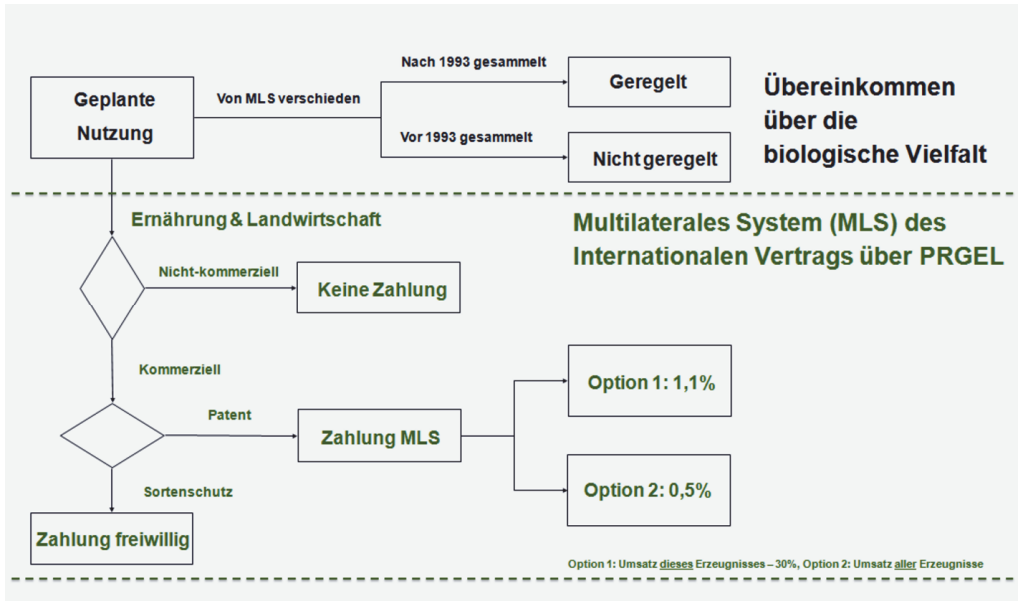 Nach 1993 gesammelt
Geregelt
Geplante
Nutzung
Von MLS verschieden
Vor 1993 gesammelt
Nicht geregelt
Übereinkommen
über die
biologische Vielfalt
Ernährung & Landwirtschaft
Multilaterales System (MLS) des
Internationalen Vertrags über PRGEL
Nicht-kommerziell
Keine Zahlung
Kommerziell
Option 1: 1,1%
Patent
Zahlung MLS
Option 2: 0,5%
Sortenschutz
Zahlung freiwillig
Option 1: Umsatz dieses Erzeugnisses – 30%, Option 2: Umsatz aller Erzeugnisse